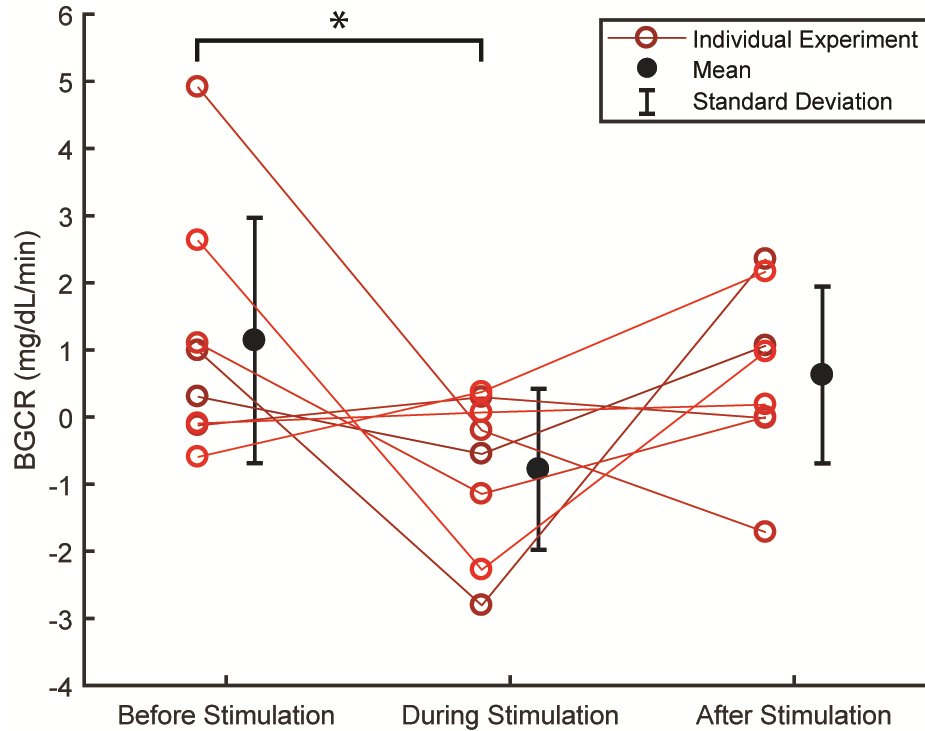 *
Individual Experiment
Mean
Standard Deviation
6
5
4
3
2
1
0
-1
-2
-3
-4
BGCR (mg/dL/min)
Before Stimulation
During Stimulation
After Stimulation